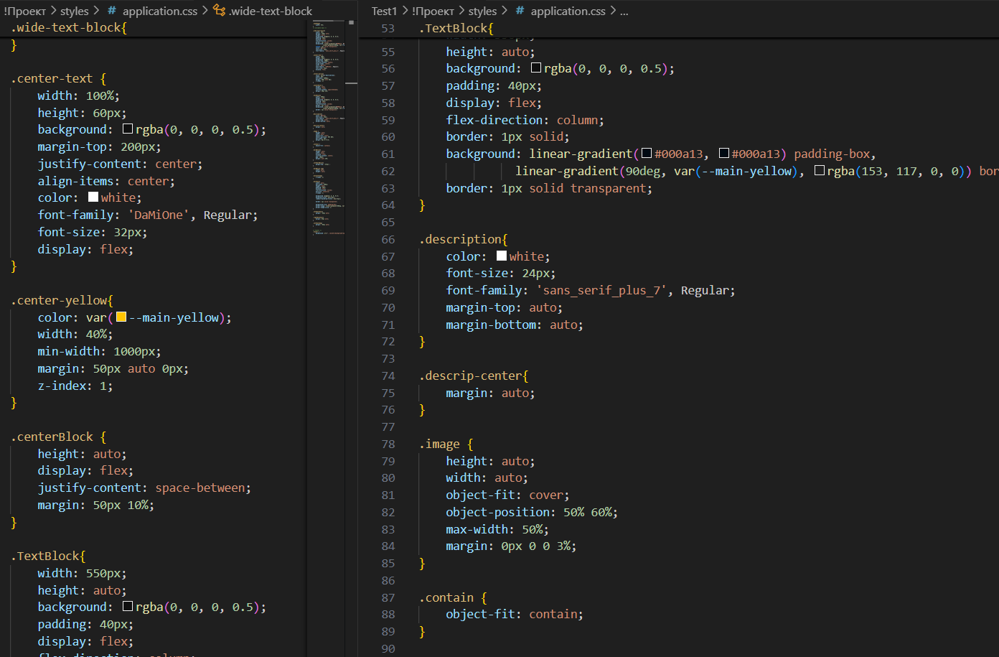 !Проект > styles > # application.css > .wide-text-block
.wide-text-block{
}
.center-text {
width: 100%;
height: 60px;
background: rgba(0, 0, 0, 0.5);
margin-top: 200px;
justify-content: center;
align-items: center;
color: white;
font-family: 'DaMiOne', Regular;
font-size: 32px;
display: flex;
}
.center-yellow{
color: var(--main-yellow);
width: 40%;
min-width: 1000px;
margin: 50px auto 0px;
z-index: 1;
}
.centerBlock {
height: auto;
display: flex;
justify-content: space-between;
margin: 50px 10%;
}
.TextBlock{
width: 550px;
height: auto;
background: rgba(0, 0, 0, 0.5);
padding: 40px;
display: flex;
Test1 > !Проект > styles > # application.css > ...
53 .TextBlock{
55 height: auto;
56 background: rgba(0, 0, 0, 0.5);
57 padding: 40px;
58 display: flex;
59 flex-direction: column;
60 border: 1px solid;
61 background: linear-gradient(#000a13, #000a13) padding-box,
62 linear-gradient(90deg, var(--main-yellow), rgba(153, 117, 0, 0)) bor
63 border: 1px solid transparent;
64 }
65
66 .description{
67 color: white;
68 font-size: 24px;
69 font-family: 'sans_serif_plus_7', Regular;
70 margin-top: auto;
71 margin-bottom: auto;
72 }
73
74 .descrip-center{
75 margin: auto;
76 }
77
78 .image {
79 height: auto;
80 width: auto;
81 object-fit: cover;
82 object-position: 50% 60%;
83 max-width: 50%;
84 margin: 0px 0 0 3%;
85 }
86
87 .contain {
88 object-fit: contain;
89 }
90